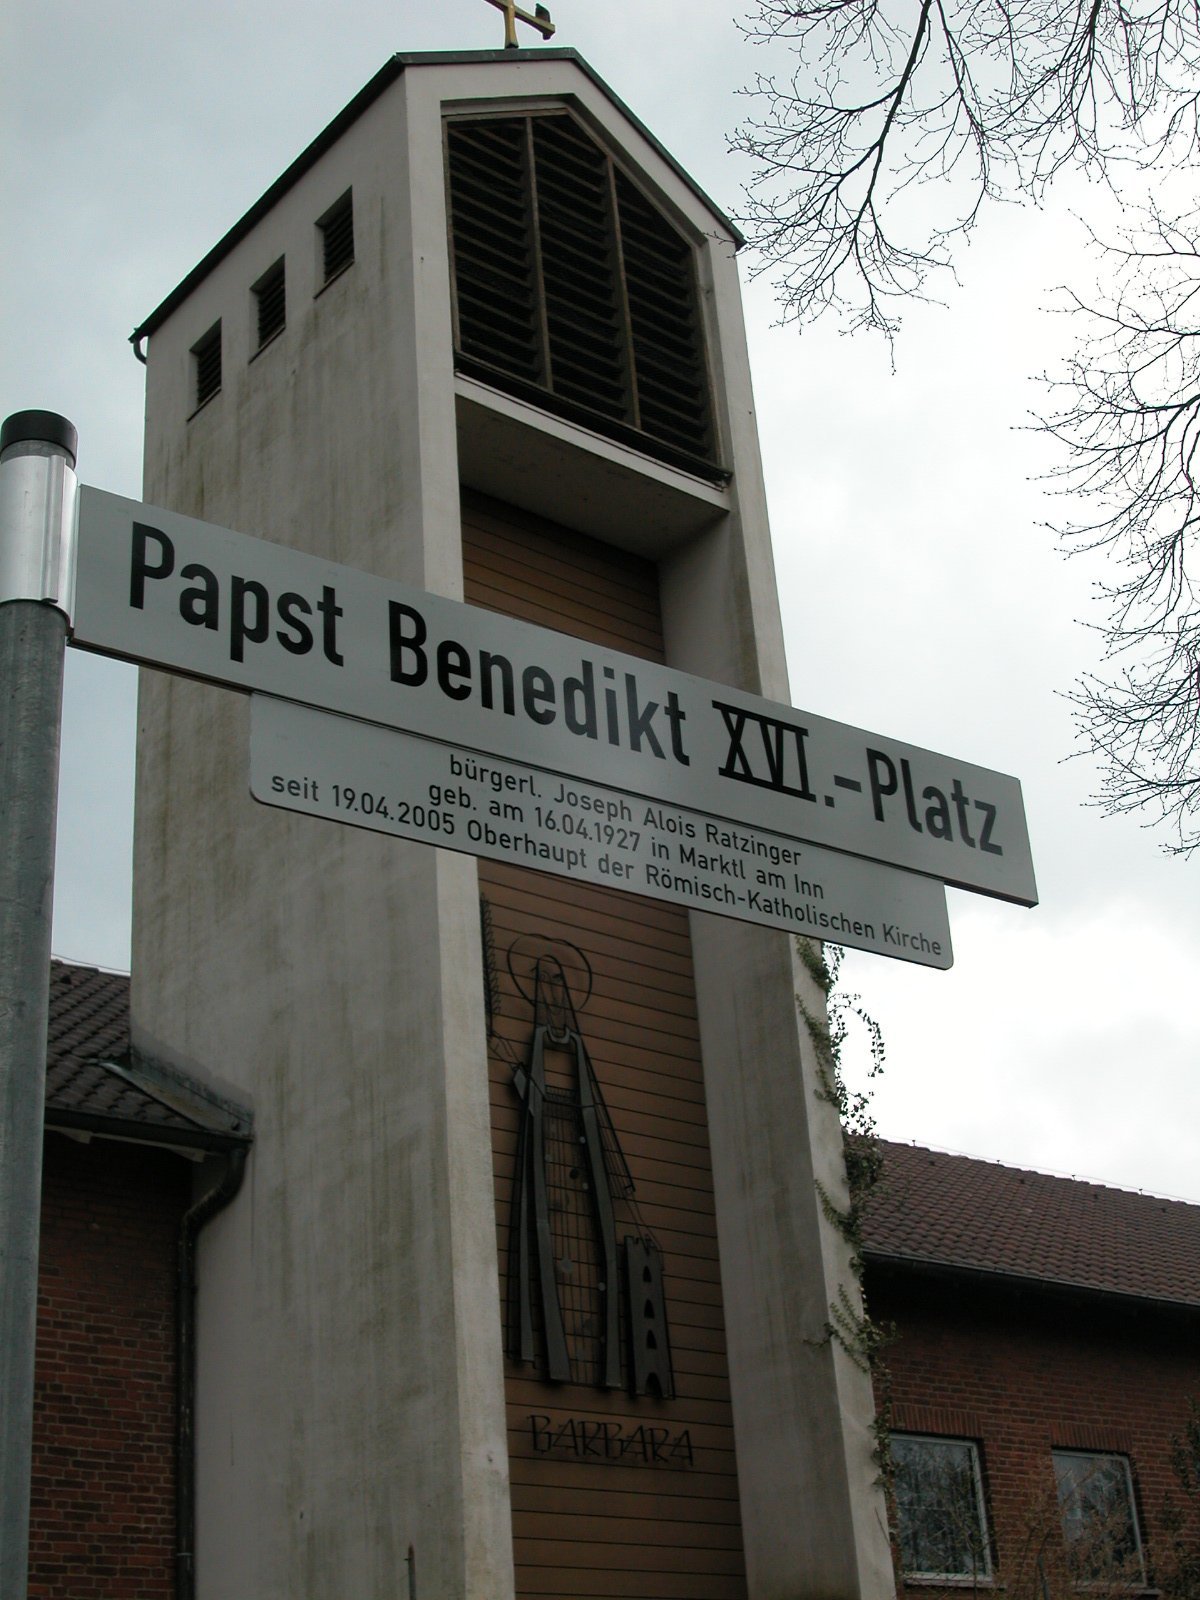 Papst Benedikt XVI.-Platz
bürgerl. Joseph Alois Ratzinger
geb. am 16.04.1927 in Marktl am Inn
seit 19.04.2005 Oberhaupt der Römisch-Katholischen Kirche
BARBARA